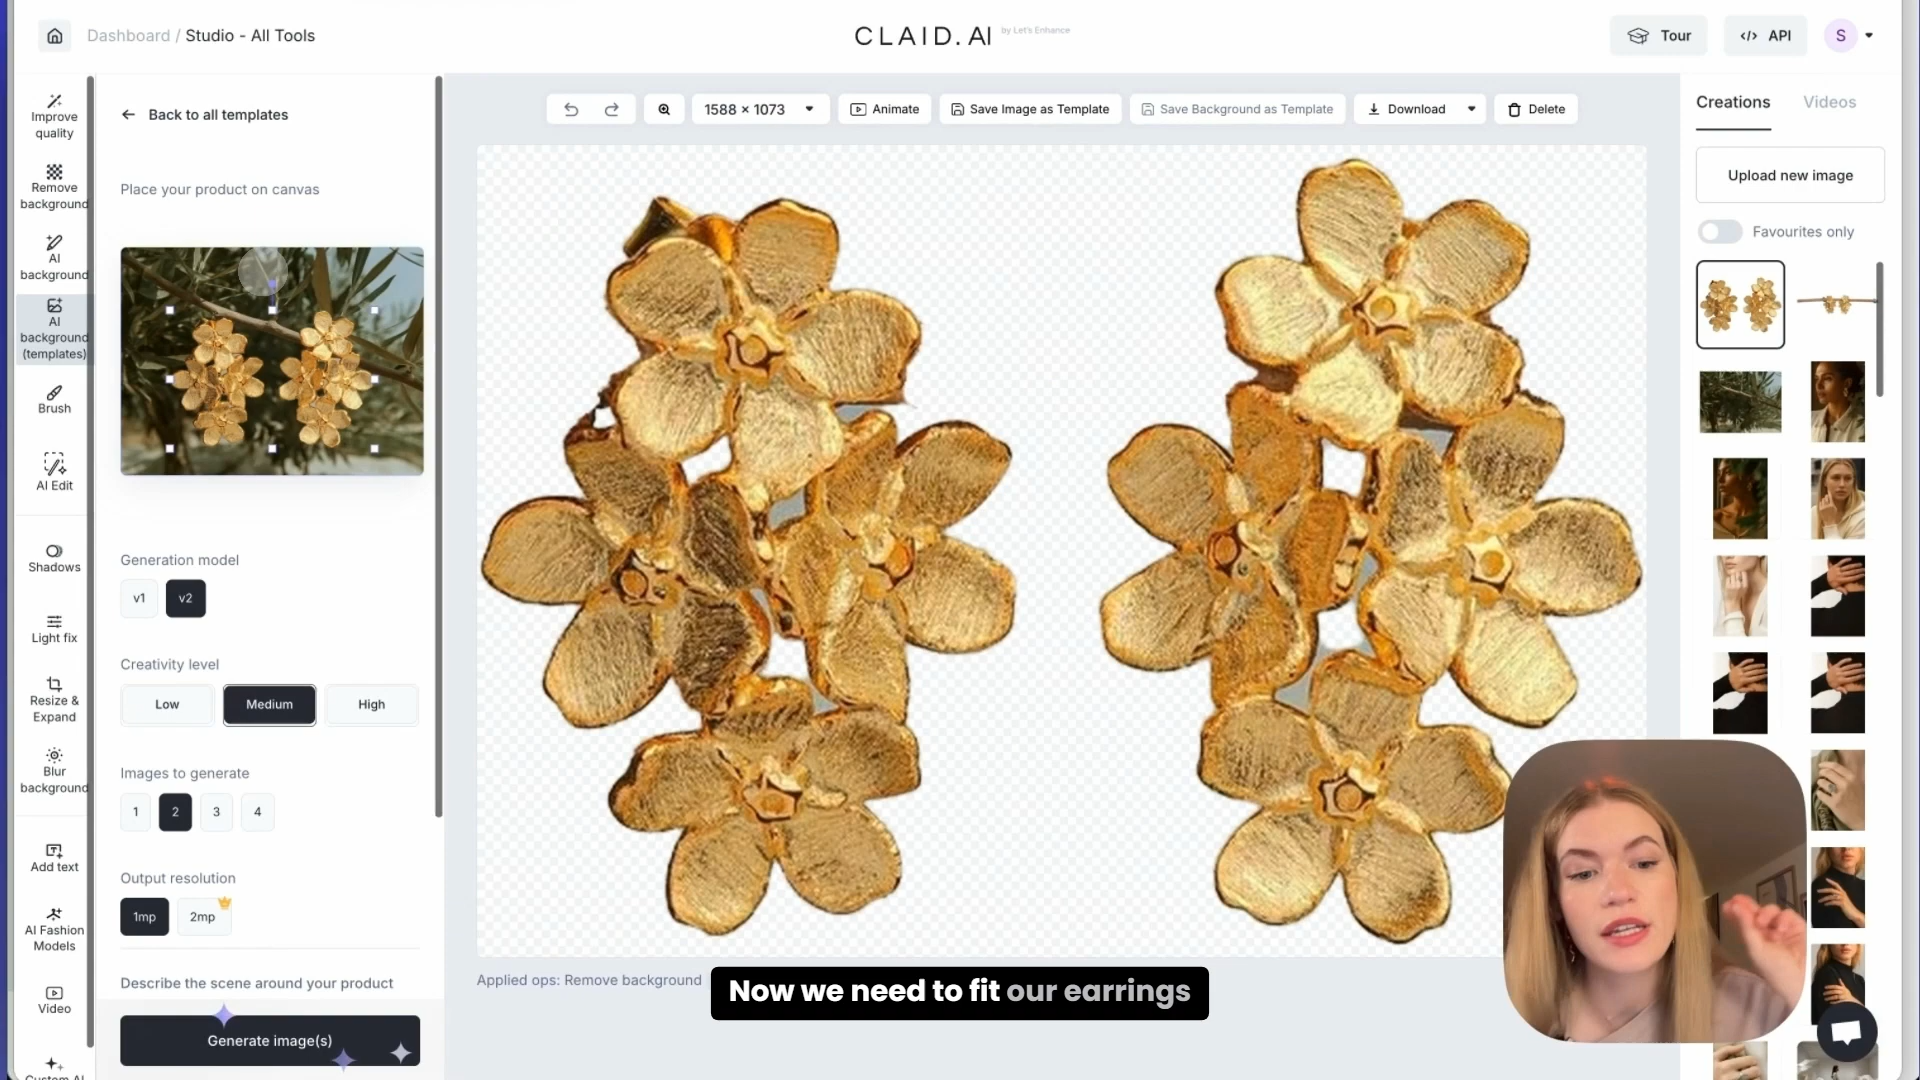 Dashboard / Studio - All Tools
CLAID.AI by Let's Enhance
Tour
API
S
Improve
quality
Remove
background
AI
background
AI
background
(templates)
Brush
AI Edit
Shadows
Light fix
Resize &
Expand
Blur
background
Add text
AI Fashion
Models
Video
Custom AI
Back to all templates
Place your product on canvas
Generation model
v1
v2
Creativity level
Low
Medium
High
Images to generate
1
2
3
4
Output resolution
1mp
2mp
Describe the scene around your product
Generate image(s)
1588 × 1073
Animate
Save Image as Template
Save Background as Template
Download
Delete
Applied ops: Remove background
Now we need to fit our earrings
Creations
Videos
Upload new image
Favourites only